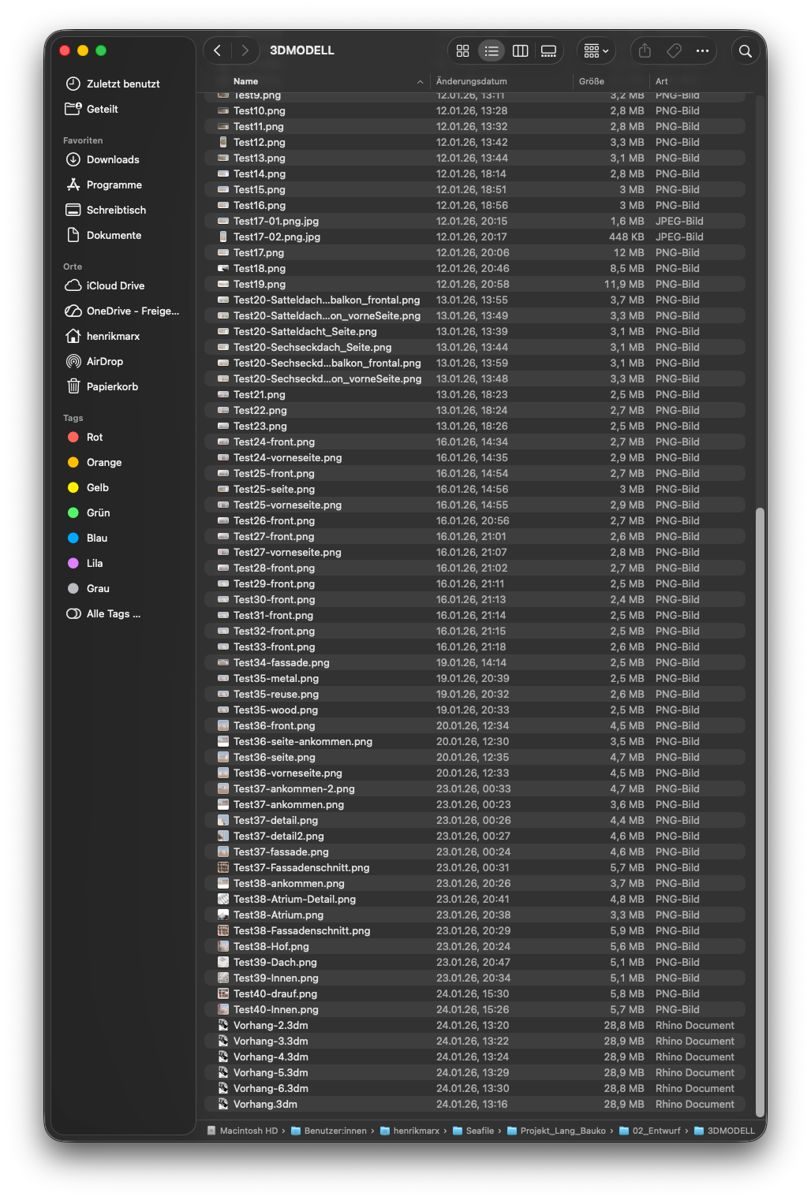 3DMODELL
Zuletzt benutzt
Geteilt
Favoriten
Downloads
Programme
Schreibtisch
Dokumente
Orte
iCloud Drive
OneDrive - Freige...
henrikmarx
AirDrop
Papierkorb
Tags
Rot
Orange
Gelb
Grün
Blau
Lila
Grau
Alle Tags ...
Name Änderungsdatum Größe Art
Test9.png 12.01.26, 13:11 3,2 MB PNG-Bild
Test10.png 12.01.26, 13:28 2,8 MB PNG-Bild
Test11.png 12.01.26, 13:32 2,8 MB PNG-Bild
Test12.png 12.01.26, 13:42 3,3 MB PNG-Bild
Test13.png 12.01.26, 13:44 3,1 MB PNG-Bild
Test14.png 12.01.26, 18:14 2,8 MB PNG-Bild
Test15.png 12.01.26, 18:51 3 MB PNG-Bild
Test16.png 12.01.26, 18:56 3 MB PNG-Bild
Test17-01.png.jpg 12.01.26, 20:15 1,6 MB JPEG-Bild
Test17-02.png.jpg 12.01.26, 20:17 448 KB JPEG-Bild
Test17.png 12.01.26, 20:06 12 MB PNG-Bild
Test18.png 12.01.26, 20:46 8,5 MB PNG-Bild
Test19.png 12.01.26, 20:58 11,9 MB PNG-Bild
Test20-Satteldach...balkon_frontal.png 13.01.26, 13:55 3,7 MB PNG-Bild
Test20-Satteldach...on_vorneSeite.png 13.01.26, 13:49 3,3 MB PNG-Bild
Test20-Satteldacht_Seite.png 13.01.26, 13:39 3,1 MB PNG-Bild
Test20-Sechseckdach_Seite.png 13.01.26, 13:44 3,1 MB PNG-Bild
Test20-Sechseckd...balkon_frontal.png 13.01.26, 13:59 3,1 MB PNG-Bild
Test20-Sechseckd...on_vorneSeite.png 13.01.26, 13:48 3,3 MB PNG-Bild
Test21.png 13.01.26, 18:23 2,5 MB PNG-Bild
Test22.png 13.01.26, 18:24 2,7 MB PNG-Bild
Test23.png 13.01.26, 18:26 2,5 MB PNG-Bild
Test24-front.png 16.01.26, 14:34 2,7 MB PNG-Bild
Test24-vorneseite.png 16.01.26, 14:35 2,9 MB PNG-Bild
Test25-front.png 16.01.26, 14:54 2,7 MB PNG-Bild
Test25-seite.png 16.01.26, 14:56 3 MB PNG-Bild
Test25-vorneseite.png 16.01.26, 14:55 2,9 MB PNG-Bild
Test26-front.png 16.01.26, 20:56 2,7 MB PNG-Bild
Test27-front.png 16.01.26, 21:01 2,6 MB PNG-Bild
Test27-vorneseite.png 16.01.26, 21:07 2,8 MB PNG-Bild
Test28-front.png 16.01.26, 21:02 2,7 MB PNG-Bild
Test29-front.png 16.01.26, 21:11 2,5 MB PNG-Bild
Test30-front.png 16.01.26, 21:13 2,4 MB PNG-Bild
Test31-front.png 16.01.26, 21:14 2,5 MB PNG-Bild
Test32-front.png 16.01.26, 21:15 2,5 MB PNG-Bild
Test33-front.png 16.01.26, 21:18 2,6 MB PNG-Bild
Test34-fassade.png 19.01.26, 14:14 2,5 MB PNG-Bild
Test35-metal.png 19.01.26, 20:39 2,5 MB PNG-Bild
Test35-reuse.png 19.01.26, 20:32 2,6 MB PNG-Bild
Test35-wood.png 19.01.26, 20:33 2,5 MB PNG-Bild
Test36-front.png 20.01.26, 12:34 4,5 MB PNG-Bild
Test36-seite-ankommen.png 20.01.26, 12:30 3,5 MB PNG-Bild
Test36-seite.png 20.01.26, 12:35 4,7 MB PNG-Bild
Test36-vorneseite.png 20.01.26, 12:33 4,5 MB PNG-Bild
Test37-ankommen-2.png 23.01.26, 00:33 4,7 MB PNG-Bild
Test37-ankommen.png 23.01.26, 00:23 3,6 MB PNG-Bild
Test37-detail.png 23.01.26, 00:26 4,4 MB PNG-Bild
Test37-detail2.png 23.01.26, 00:27 4,6 MB PNG-Bild
Test37-fassade.png 23.01.26, 00:24 4,6 MB PNG-Bild
Test37-Fassadenschnitt.png 23.01.26, 00:31 5,7 MB PNG-Bild
Test38-ankommen.png 23.01.26, 20:26 3,7 MB PNG-Bild
Test38-Atrium-Detail.png 23.01.26, 20:41 4,8 MB PNG-Bild
Test38-Atrium.png 23.01.26, 20:38 3,3 MB PNG-Bild
Test38-Fassadenschnitt.png 23.01.26, 20:29 5,9 MB PNG-Bild
Test38-Hof.png 23.01.26, 20:24 5,6 MB PNG-Bild
Test39-Dach.png 23.01.26, 20:47 5,1 MB PNG-Bild
Test39-Innen.png 23.01.26, 20:34 5,1 MB PNG-Bild
Test40-drauf.png 24.01.26, 15:30 5,8 MB PNG-Bild
Test40-Innen.png 24.01.26, 15:26 5,7 MB PNG-Bild
Vorhang-2.3dm 24.01.26, 13:20 28,8 MB Rhino Document
Vorhang-3.3dm 24.01.26, 13:22 28,9 MB Rhino Document
Vorhang-4.3dm 24.01.26, 13:24 28,9 MB Rhino Document
Vorhang-5.3dm 24.01.26, 13:29 28,9 MB Rhino Document
Vorhang-6.3dm 24.01.26, 13:30 28,8 MB Rhino Document
Vorhang.3dm 24.01.26, 13:16 28,9 MB Rhino Document
Macintosh HD › Benutzer:innen › henrikmarx › Seafile › Projekt_Lang_Bauko › 02_Entwurf › 3DMODELL